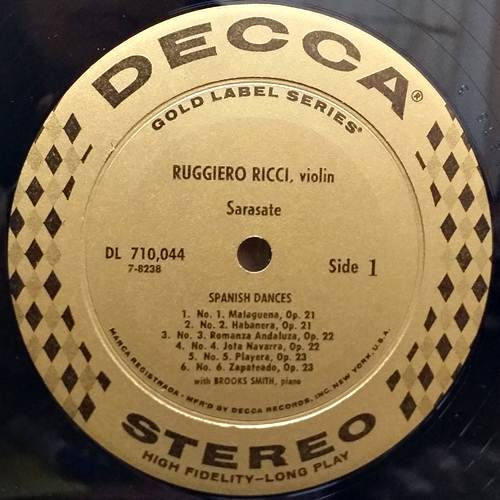 DECCA®
GOLD LABEL SERIES®
RUGGIERO RICCI, violin
Sarasate
DL 710,044
7-8238
Side 1
SPANISH DANCES
1. No. 1. Malaguena, Op. 21
2. No. 2. Habanera, Op. 21
3. No. 3. Romanza Andaluza, Op. 22
4. No. 4. Jota Navarra, Op. 22
5. No. 5. Playera, Op. 23
6. No. 6. Zapateado, Op. 23
with BROOKS SMITH, piano
MARCA REGISTRADA • MFR'D BY DECCA RECORDS, INC. NEW YORK, U.S.A.
STEREO
HIGH FIDELITY—LONG PLAY